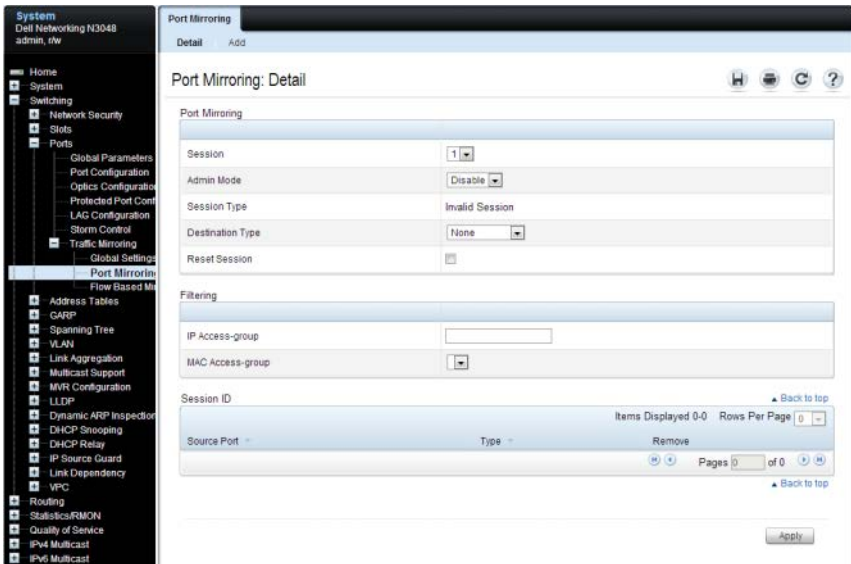 System
Dell Networking N3048
admin, r/w
Home
System
Switching
Network Security
Slots
Ports
Global Parameters
Port Configuration
Optics Configuratio
Protected Port Conf
LAG Configuration
Storm Control
Traffic Mirroring
Global Settings
Port Mirrorin
Flow Based Mi
Address Tables
GARP
Spanning Tree
VLAN
Link Aggregation
Multicast Support
MVR Configuration
LLDP
Dynamic ARP Inspection
DHCP Snooping
DHCP Relay
IP Source Guard
Link Dependency
VPC
Routing
Statistics/RMON
Quality of Service
IPv4 Multicast
IPv6 Multicast
Port Mirroring
Detail Add
Port Mirroring: Detail
Port Mirroring
Session 1
Admin Mode Disable
Session Type Invalid Session
Destination Type None
Reset Session
Filtering
IP Access-group
MAC Access-group
Session ID Back to top
Items Displayed 0-0 Rows Per Page 0
Source Port Type Remove
Pages 0 of 0
Back to top
Apply